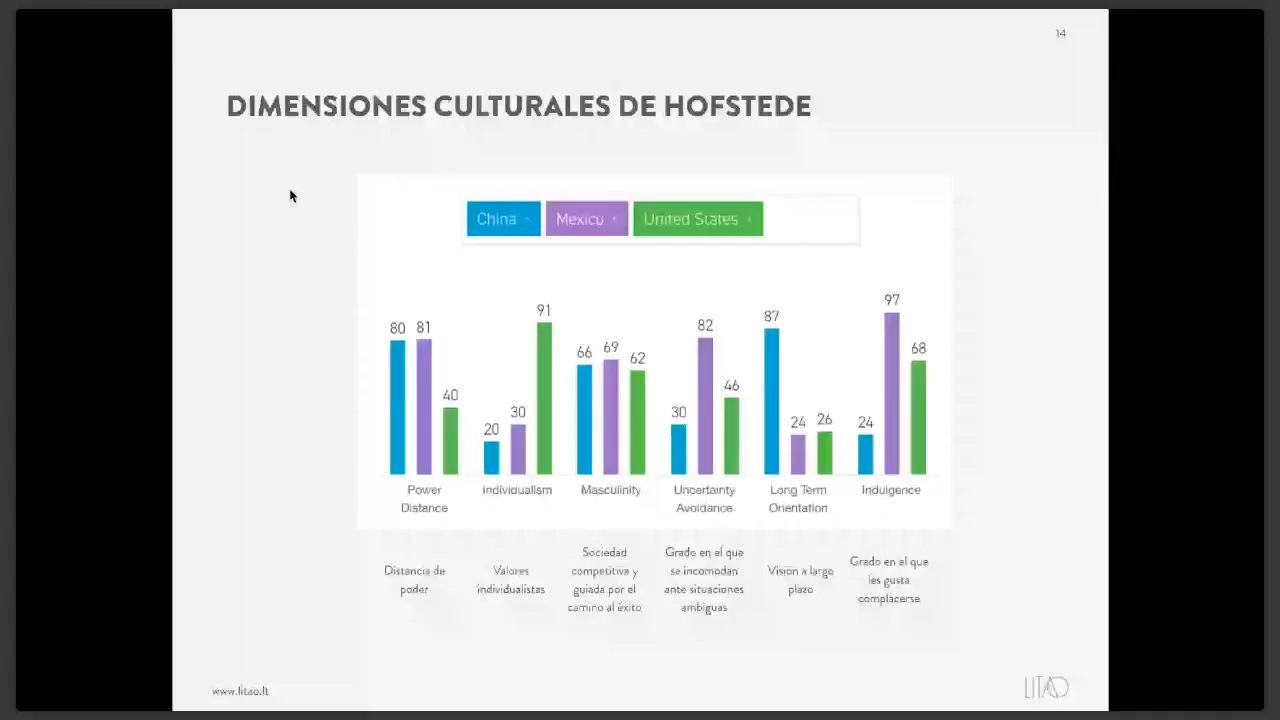 14
DIMENSIONES CULTURALES DE HOFSTEDE
China Mexico United States
80 81 40 20 30 91 66 69 62 30 82 46 87 24 26 24 97 68
Power Distance
Individualism
Masculinity
Uncertainty Avoidance
Long Term Orientation
Indulgence
Distancia de
poder
Valores
individualistas
Sociedad
competitiva y
guiada por el
camino al éxito
Grado en el que
se incomodan
ante situaciones
ambiguas
Visión a largo
plazo
Grado en el que
les gusta
complacerse
www.litao.lt
LITAO